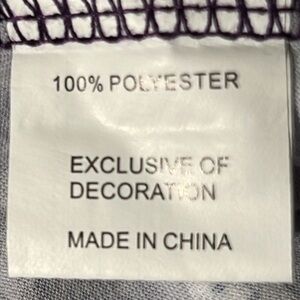 100% POLYESTER
EXCLUSIVE OF
DECORATION
MADE IN CHINA